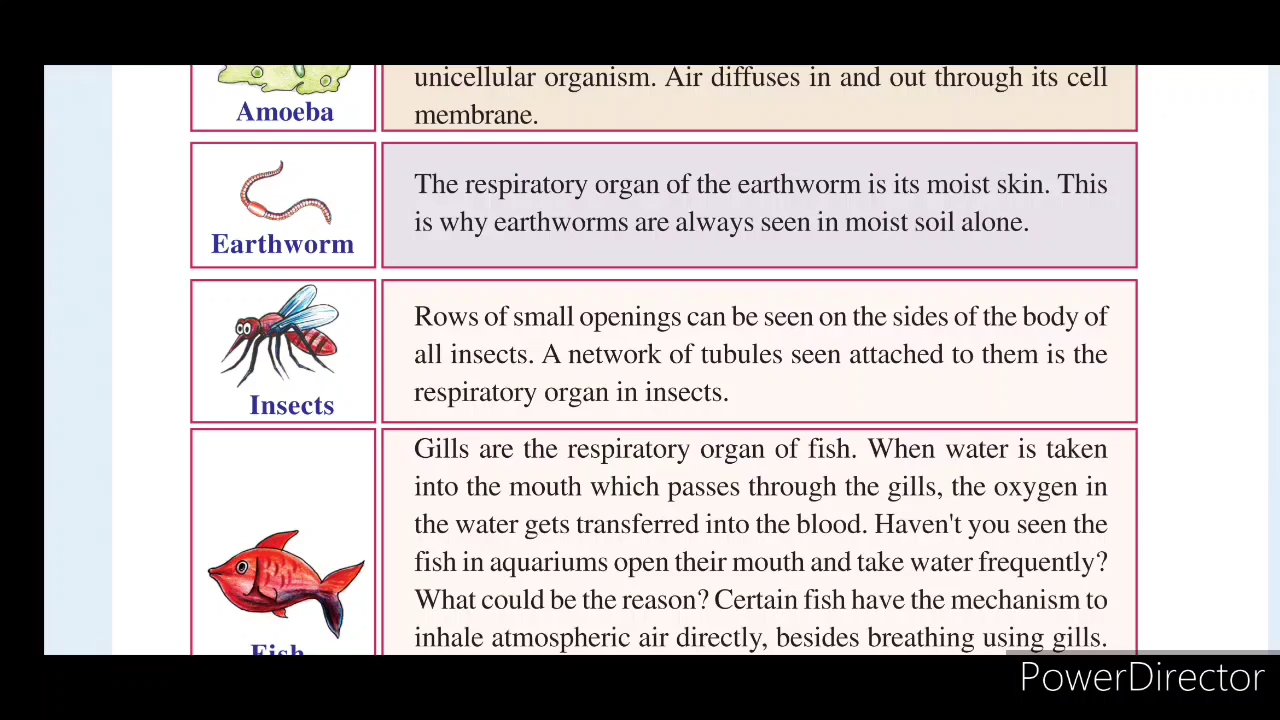 unicellular organism. Air diffuses in and out through its cell
membrane.
Amoeba
The respiratory organ of the earthworm is its moist skin. This
is why earthworms are always seen in moist soil alone.
Earthworm
Rows of small openings can be seen on the sides of the body of
all insects. A network of tubules seen attached to them is the
respiratory organ in insects.
Insects
Gills are the respiratory organ of fish. When water is taken
into the mouth which passes through the gills, the oxygen in
the water gets transferred into the blood. Haven't you seen the
fish in aquariums open their mouth and take water frequently?
What could be the reason? Certain fish have the mechanism to
inhale atmospheric air directly, besides breathing using gills.
Fish
PowerDirector